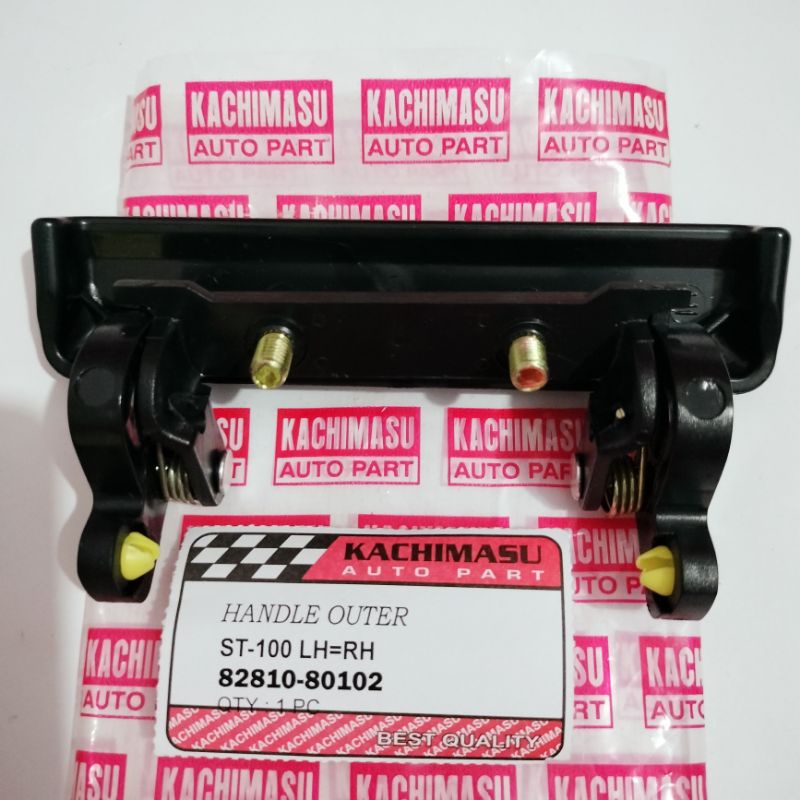 KACHIMASU
AUTO PART
KACHIMASU
AUTO PART
KACHIMASU
AUTO PART
KACHIMASU
AUTO PART
KACHIMASU
AUTO PART
KACHIMASU
AUTO PART
HANDLE OUTER
ST-100 LH=RH
82810-80102
QTY : 1 PC
BEST QUALITY